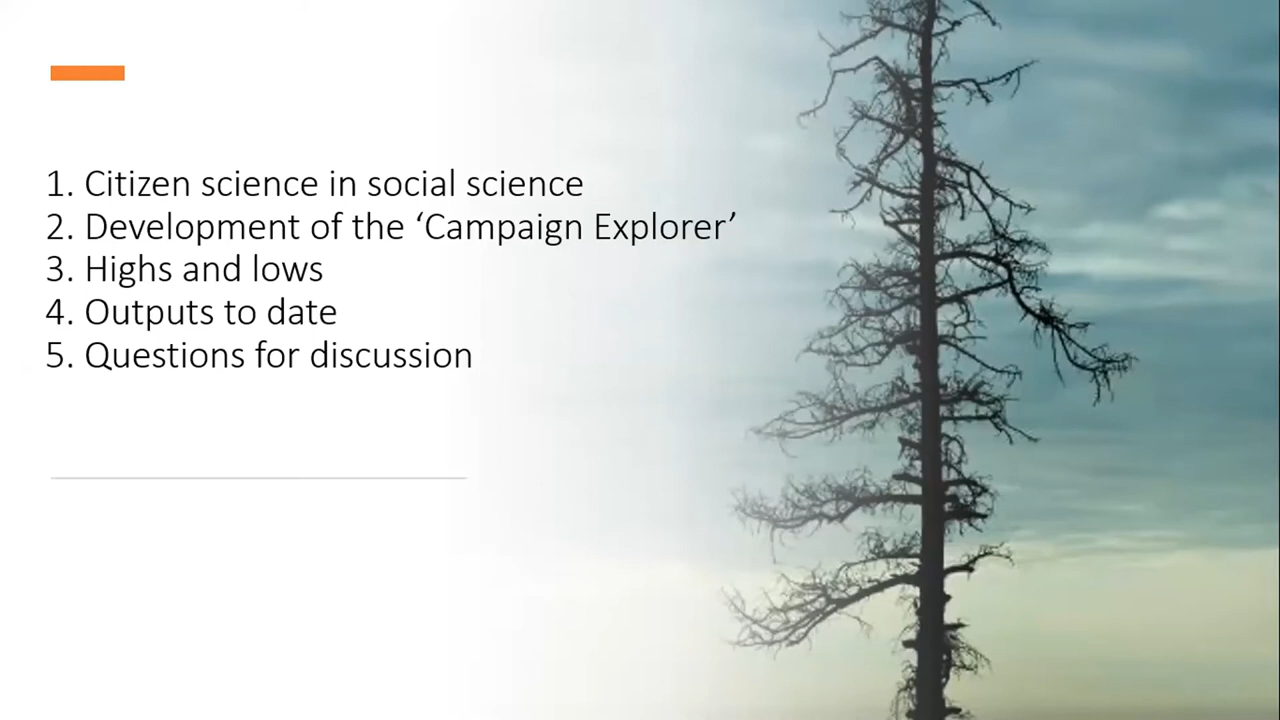 1. Citizen science in social science
2. Development of the ‘Campaign Explorer’
3. Highs and lows
4. Outputs to date
5. Questions for discussion